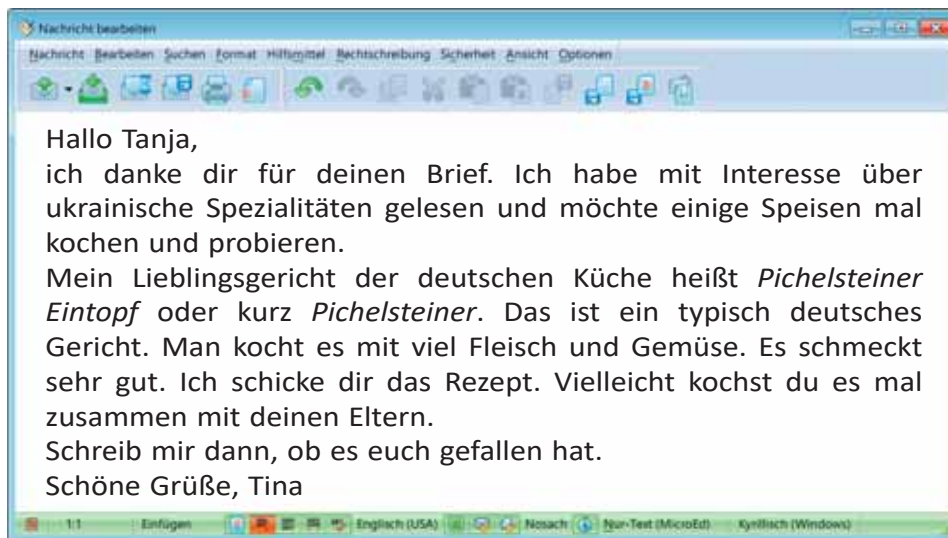 Nachricht bearbeiten
Nachricht Bearbeiten Suchen Format Hilfsmittel Rechtschreibung Sicherheit Ansicht Optionen
Hallo Tanja,
ich danke dir für deinen Brief. Ich habe mit Interesse über
ukrainische Spezialitäten gelesen und möchte einige Speisen mal
kochen und probieren.
Mein Lieblingsgericht der deutschen Küche heißt Pichelsteiner
Eintopf oder kurz Pichelsteiner. Das ist ein typisch deutsches
Gericht. Man kocht es mit viel Fleisch und Gemüse. Es schmeckt
sehr gut. Ich schicke dir das Rezept. Vielleicht kochst du es mal
zusammen mit deinen Eltern.
Schreib mir dann, ob es euch gefallen hat.
Schöne Grüße, Tina
1:1 Einfügen Englisch (USA) Nosach Nur-Text (MicroEd) Kyrillisch (Windows)